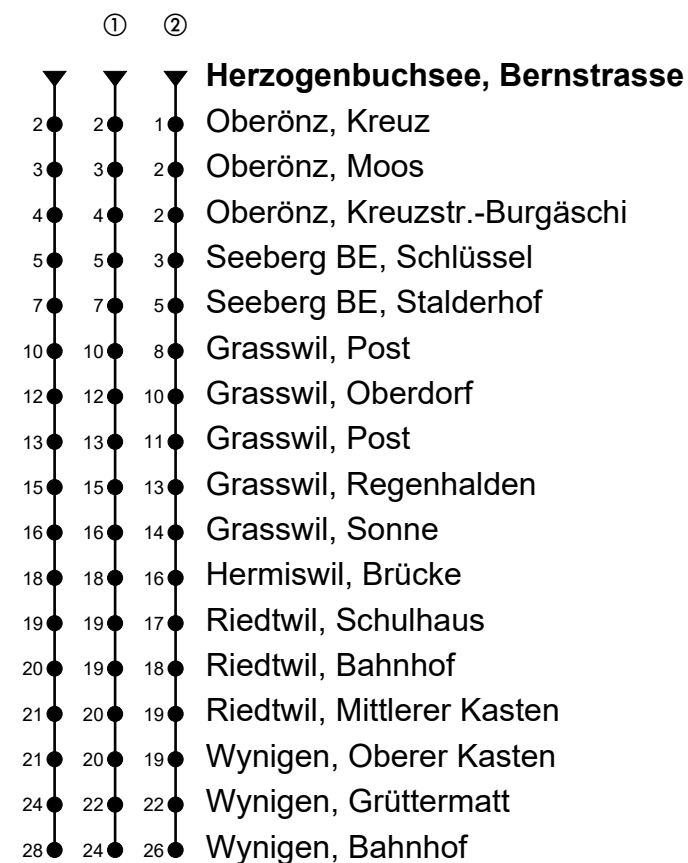 ① ②
Herzogenbuchsee, Bernstrasse
2 2 1 Oberönz, Kreuz
3 3 2 Oberönz, Moos
4 4 2 Oberönz, Kreuzstr.-Burgäschi
5 5 3 Seeberg BE, Schlüssel
7 7 5 Seeberg BE, Stalderhof
10 10 8 Grasswil, Post
12 12 10 Grasswil, Oberdorf
13 13 11 Grasswil, Post
15 15 13 Grasswil, Regenhalden
16 16 14 Grasswil, Sonne
18 18 16 Hermiswil, Brücke
19 19 17 Riedtwil, Schulhaus
20 19 18 Riedtwil, Bahnhof
21 20 19 Riedtwil, Mittlerer Kasten
21 20 19 Wynigen, Oberer Kasten
24 22 22 Wynigen, Grüttermatt
28 24 26 Wynigen, Bahnhof